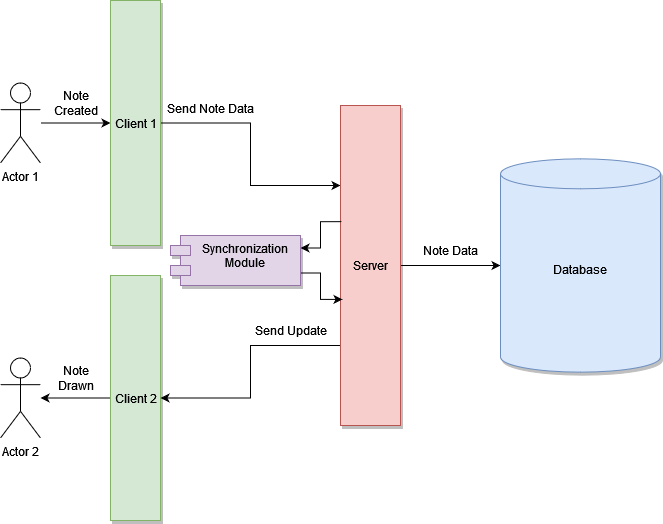 Note
Created
Client 1
Send Note Data
Actor 1
Synchronization
Module
Server
Note Data
Database
Send Update
Note
Drawn
Client 2
Actor 2